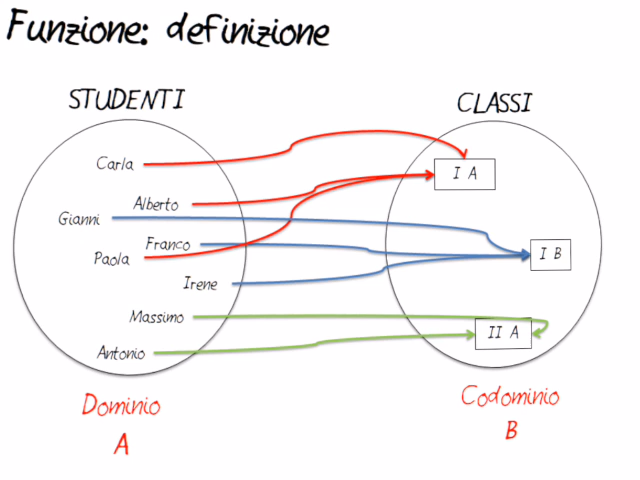 Funzione: definizione
STUDENTI
CLASSI
Carla
Alberto
Gianni
Franco
Paola
Irene
Massimo
Antonio
I A
I B
II A
Dominio
A
Codominio
B